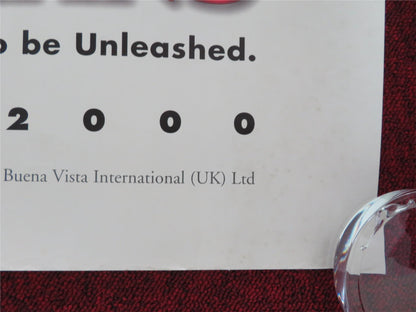 o be Unleashed.
2 0 0 0
Buena Vista International (UK) Ltd